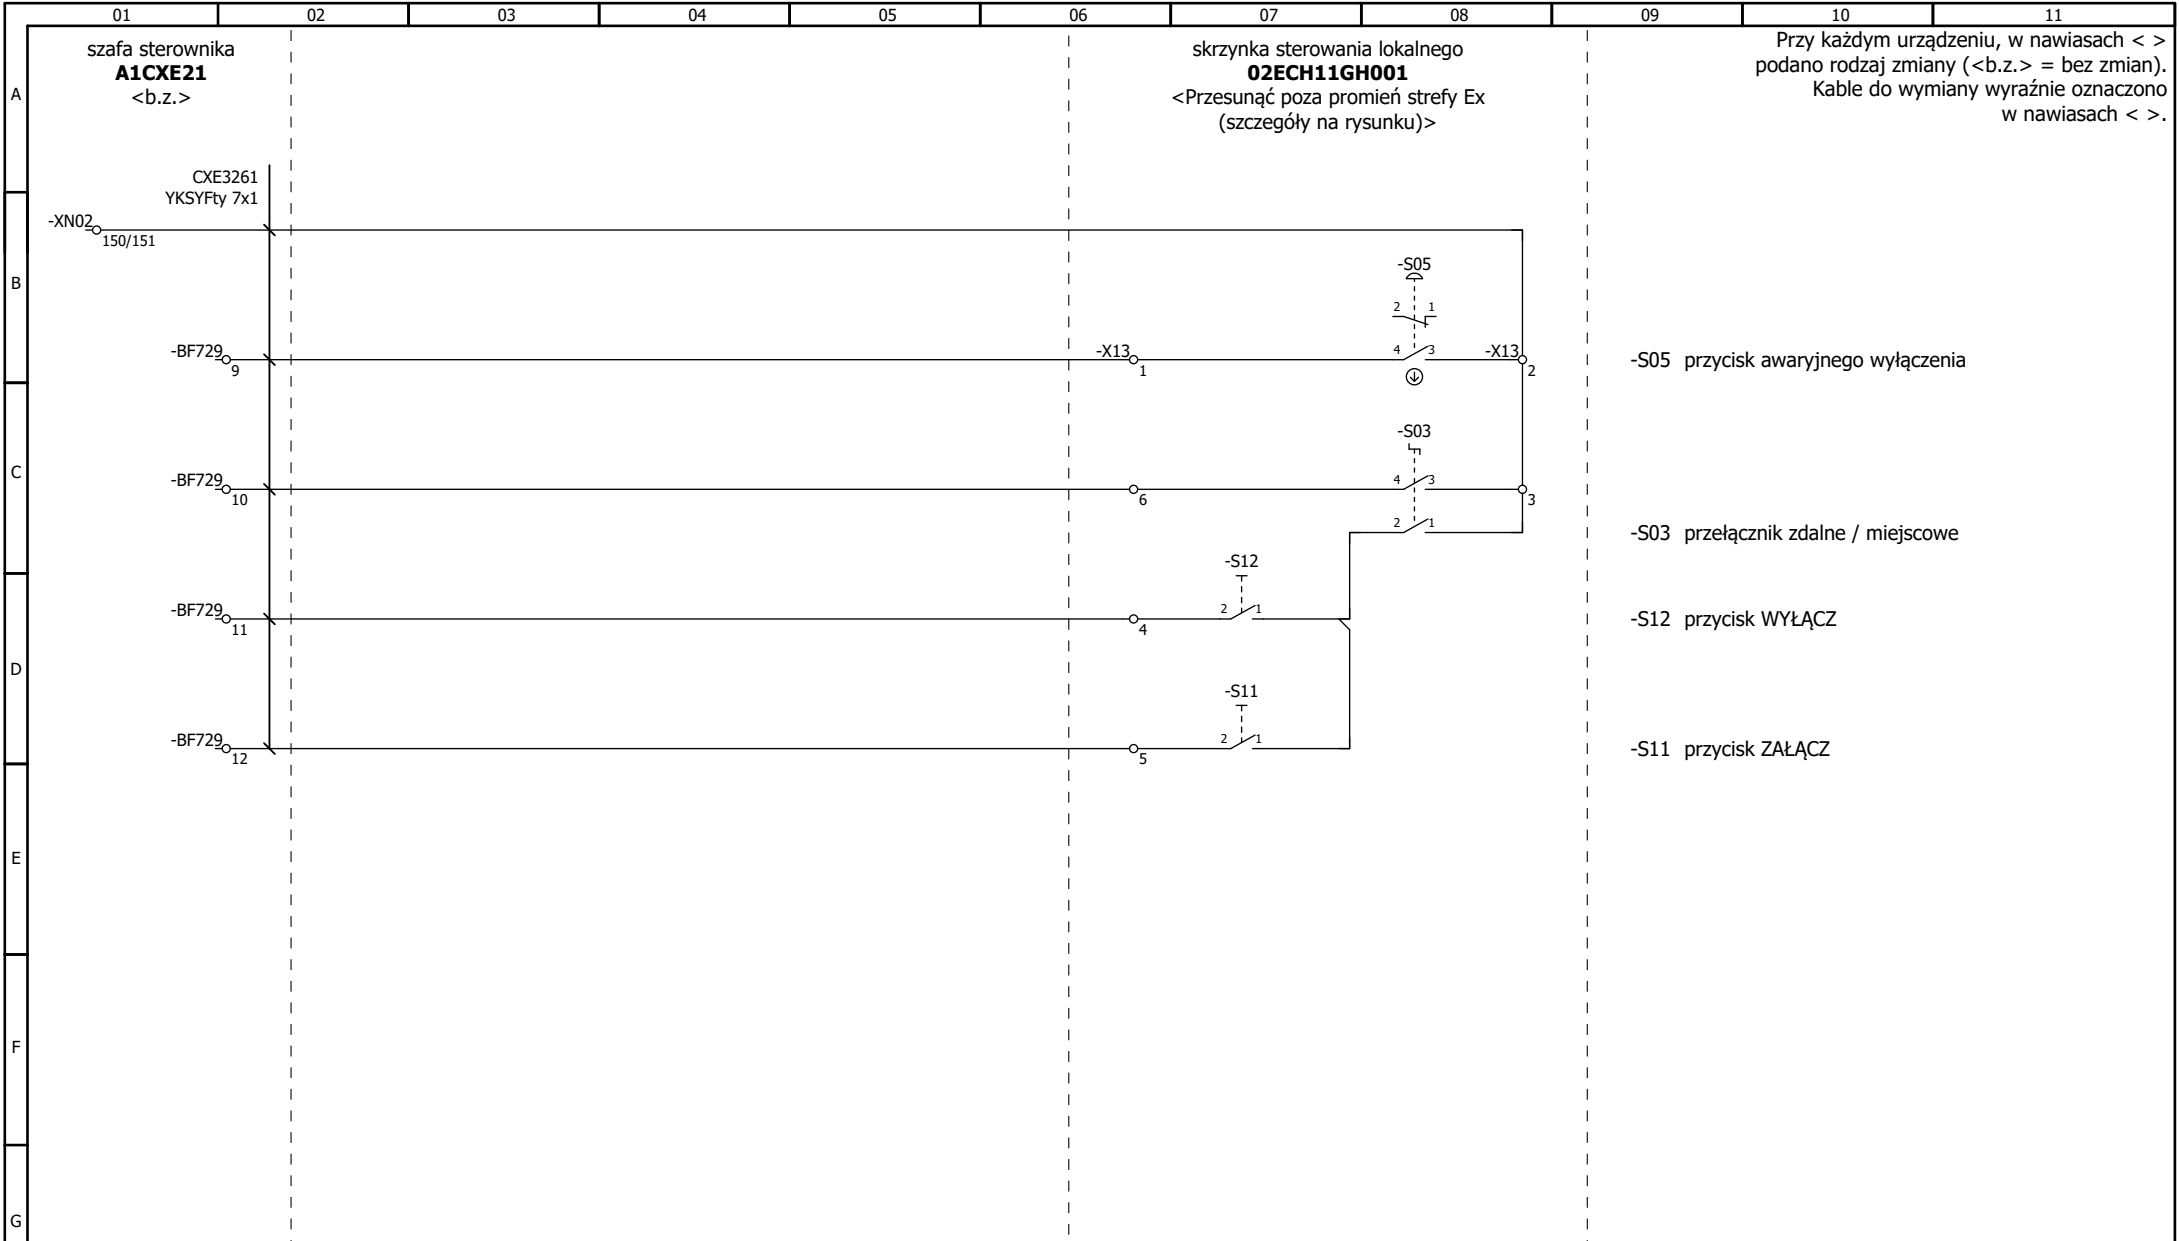 01 02 03 04 05 06 07 08 09 10 11
szafa sterownika
A1CXE21
<b.z.>
skrzynka sterowania lokalnego
02ECH11GH001
<Przesunąć poza promień strefy Ex
(szczegóły na rysunku)>
Przy każdym urządzeniu, w nawiasach < >
podano rodzaj zmiany (<b.z.> = bez zmian).
Kable do wymiany wyraźnie oznaczono
w nawiasach < >.
A
CXE3261
YKSYFty 7x1
-XN02
150/151
B
-S05
2 1
-BF729
9
-X13
1
4 3
-X13
2
-S05 przycisk awaryjnego wyłączenia
-S03
C
-BF729
10
6
4 3
3
2 1
-S03 przełącznik zdalne / miejscowe
-S12
-BF729
11
4
2 1
-S12 przycisk WYŁĄCZ
D
-S11
-BF729
12
5
2 1
-S11 przycisk ZAŁĄCZ
E
F
G